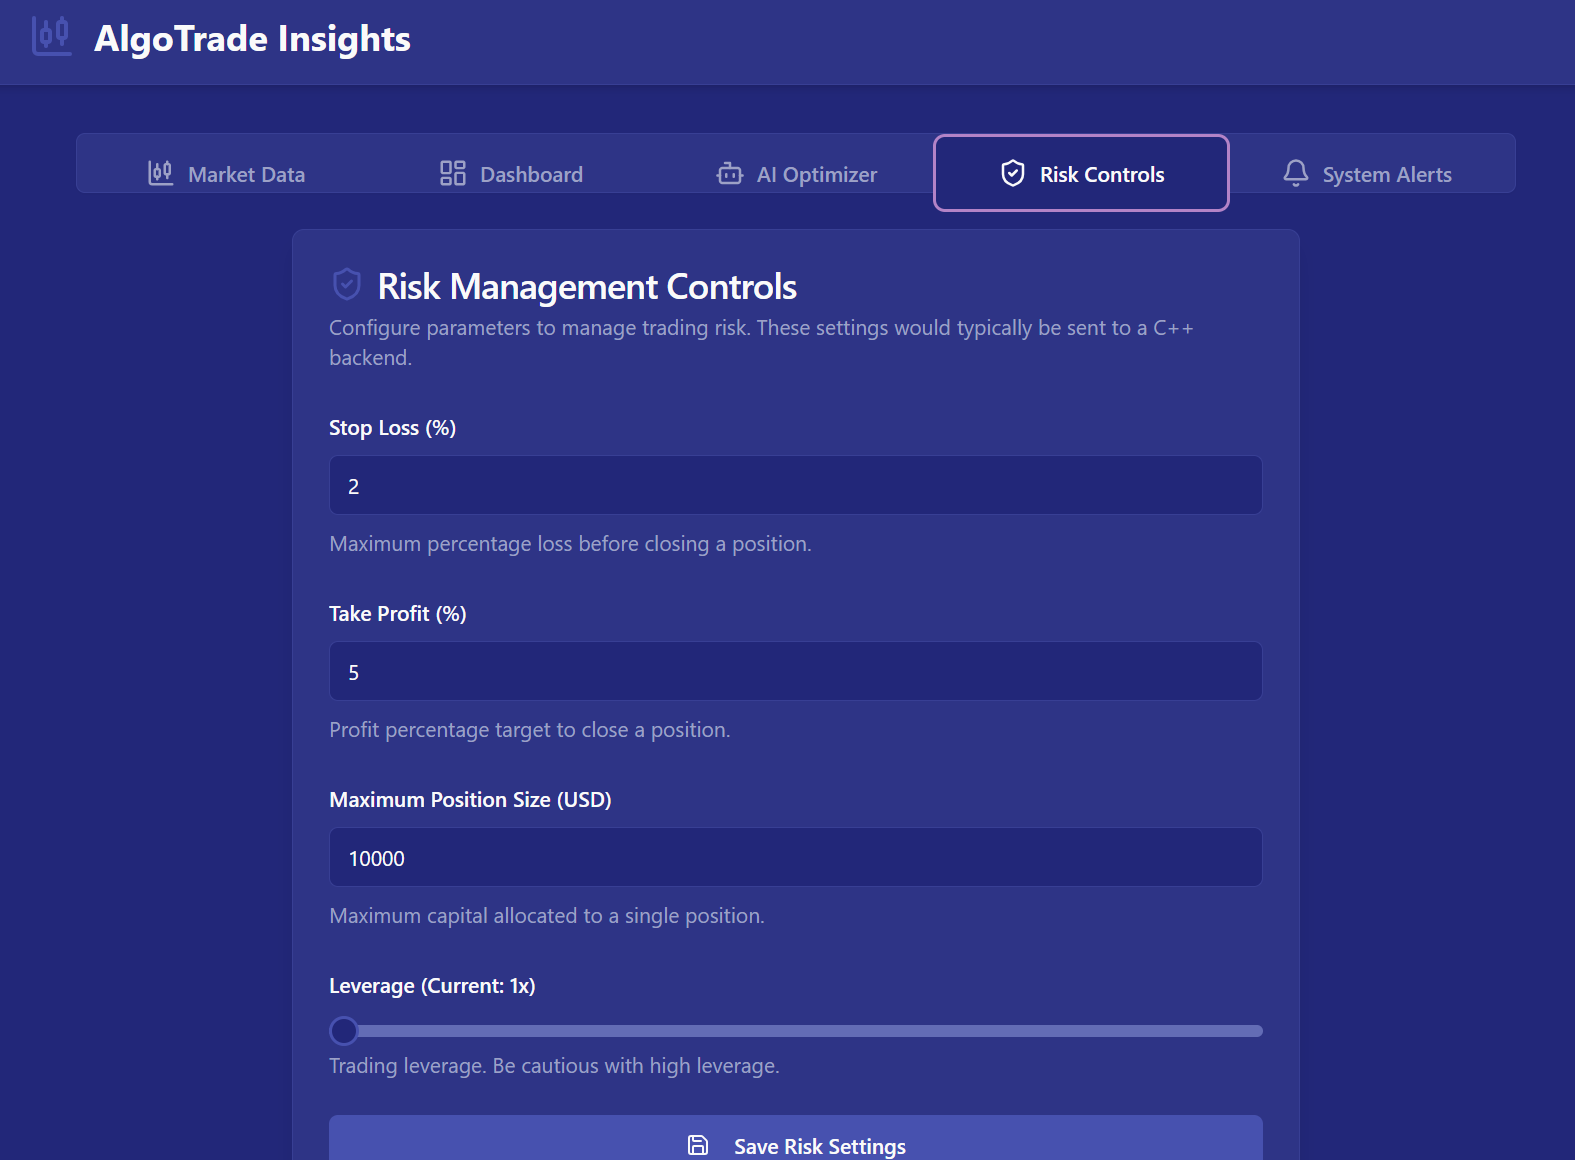 AlgoTrade Insights
Market Data
Dashboard
AI Optimizer
Risk Controls
System Alerts
Risk Management Controls
Configure parameters to manage trading risk. These settings would typically be sent to a C++
backend.
Stop Loss (%)
2
Maximum percentage loss before closing a position.
Take Profit (%)
5
Profit percentage target to close a position.
Maximum Position Size (USD)
10000
Maximum capital allocated to a single position.
Leverage (Current: 1x)
Trading leverage. Be cautious with high leverage.
Save Risk Settings